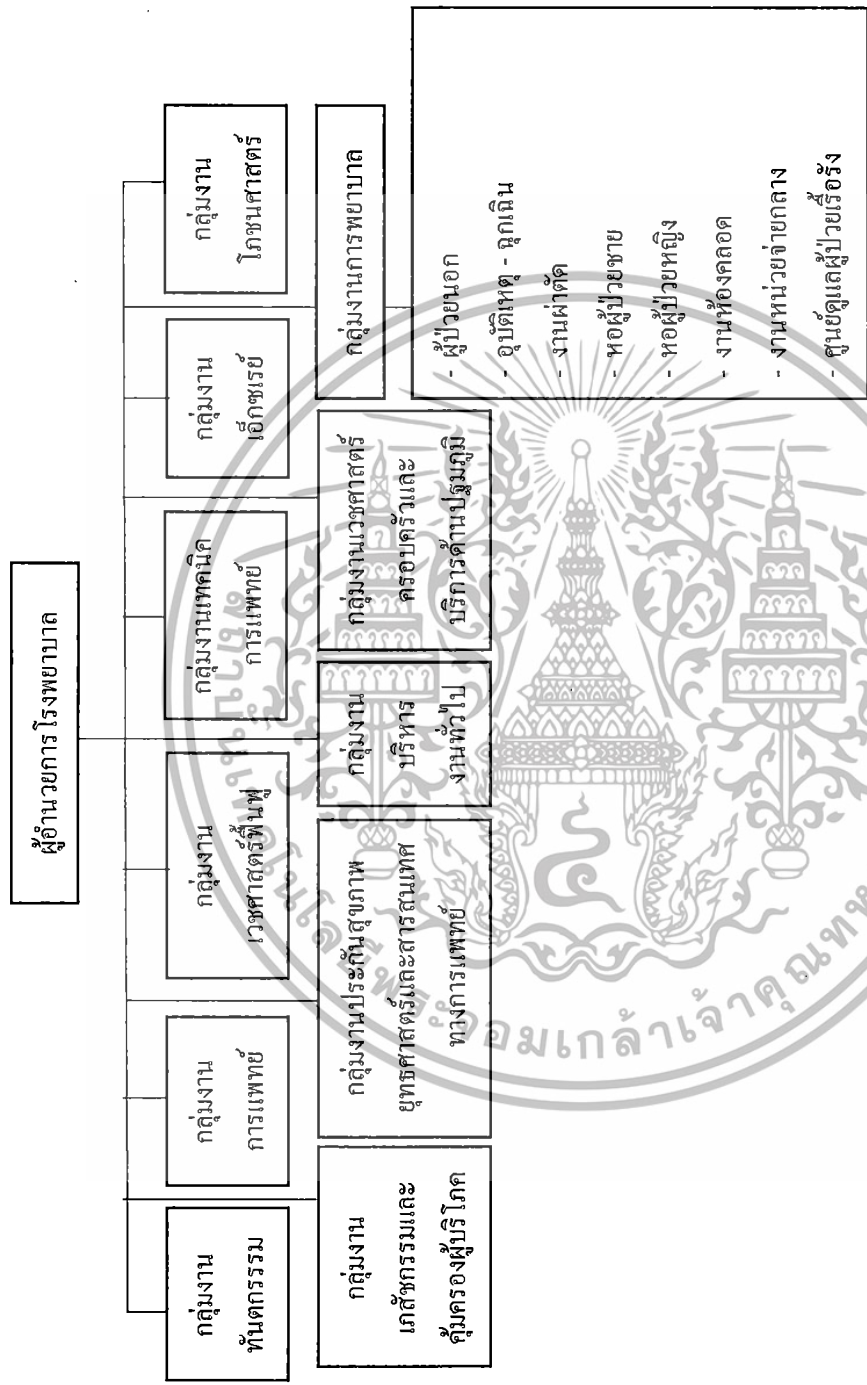 ผู้อำนวยการโรงพยาบาล
กลุ่มงาน
ทันตกรรม
กลุ่มงาน
การแพทย์
กลุ่มงาน
เวชศาสตร์ฟื้นฟู
กลุ่มงานเทคนิค
การแพทย์
กลุ่มงาน
เอ็กซเรย์
กลุ่มงาน
โภชนศาสตร์
กลุ่มงาน
เภสัชกรรมและ
คุ้มครองผู้บริโภค
กลุ่มงานประกันสุขภาพ
ยุทธศาสตร์และสารสนเทศ
ทางการแพทย์
กลุ่มงาน
บริหาร
งานทั่วไป
กลุ่มงานเวชศาสตร์
ครอบครัวและ
บริการด้านปฐมภูมิ
กลุ่มงานการพยาบาล
- ผู้ป่วยนอก
- อุบัติเหตุ - ฉุกเฉิน
- งานผ่าตัด
- หอผู้ป่วยชาย
- หอผู้ป่วยหญิง
- งานห้องคลอด
- งานหน่วยจ่ายกลาง
- ศูนย์ดูแลผู้ป่วยเรื้อรัง